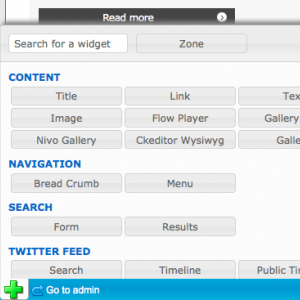 Read more
Search for a widget Zone
CONTENT
Title Link Tex
Image Flow Player Gallery
Nivo Gallery Ckeditor Wysiwyg Galle
NAVIGATION
Bread Crumb Menu
SEARCH
Form Results
TWITTER FEED
Search Timeline Public Tim
Go to admin